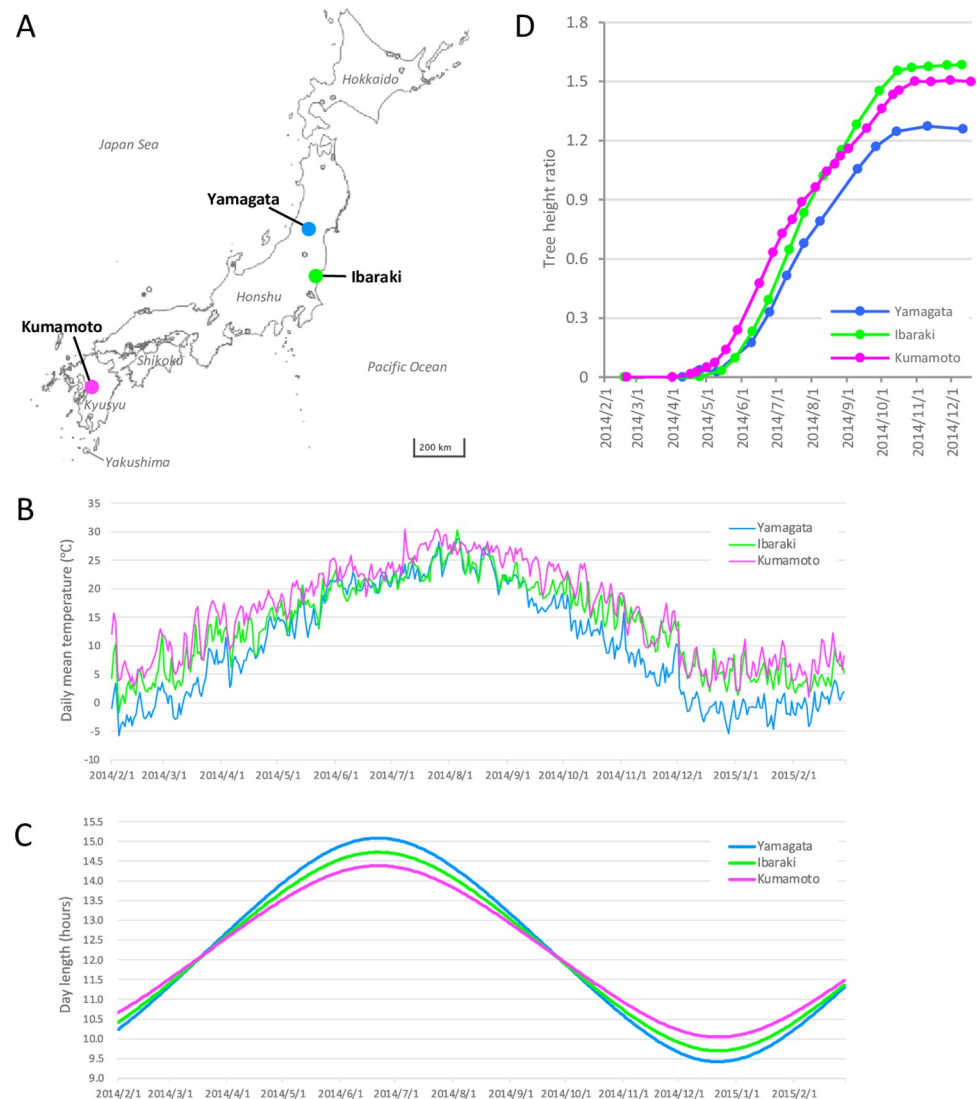 A
Hokkaido
Japan Sea
Yamagata
Ibaraki
Honshu
Kumamoto
Shikoku
Pacific Ocean
Kyusyu
200 km
Yakushima
D
1.8
1.5
1.2
0.9
0.6
0.3
0
Tree height ratio
Yamagata
Ibaraki
Kumamoto
2014/2/1
2014/3/1
2014/4/1
2014/5/1
2014/6/1
2014/7/1
2014/8/1
2014/9/1
2014/10/1
2014/11/1
2014/12/1
B
35
30
25
20
15
10
5
0
-5
-10
Daily mean temperature (°C)
Yamagata
Ibaraki
Kumamoto
2014/2/1 2014/3/1 2014/4/1 2014/5/1 2014/6/1 2014/7/1 2014/8/1 2014/9/1 2014/10/1 2014/11/1 2014/12/1 2015/1/1 2015/2/1
C
15.5
15.0
14.5
14.0
13.5
13.0
12.5
12.0
11.5
11.0
10.5
10.0
9.5
9.0
Day length (hours)
Yamagata
Ibaraki
Kumamoto
2014/2/1 2014/3/1 2014/4/1 2014/5/1 2014/6/1 2014/7/1 2014/8/1 2014/9/1 2014/10/1 2014/11/1 2014/12/1 2015/1/1 2015/2/1